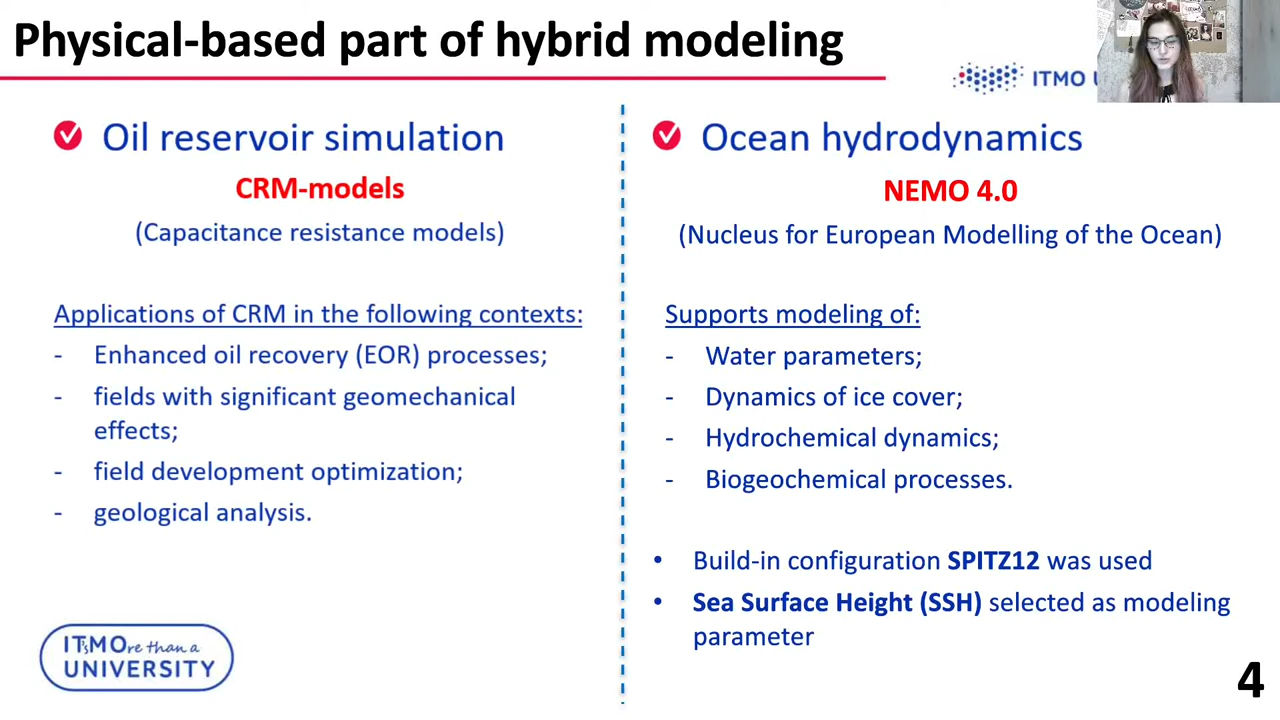 Physical-based part of hybrid modeling
ITMO
Oil reservoir simulation
CRM-models
(Capacitance resistance models)
Applications of CRM in the following contexts:
- Enhanced oil recovery (EOR) processes;
- fields with significant geomechanical
effects;
- field development optimization;
- geological analysis.
Ocean hydrodynamics
NEMO 4.0
(Nucleus for European Modelling of the Ocean)
Supports modeling of:
- Water parameters;
- Dynamics of ice cover;
- Hydrochemical dynamics;
- Biogeochemical processes.
• Build-in configuration SPITZ12 was used
• Sea Surface Height (SSH) selected as modeling
parameter
IT'sMOre than a
UNIVERSITY
4